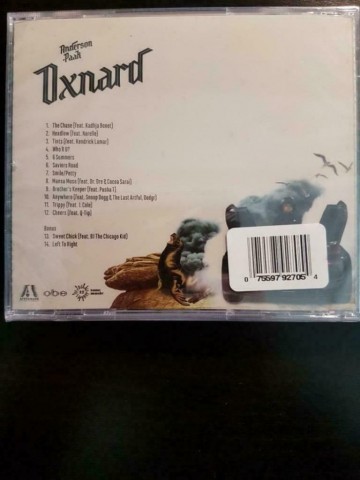 Anderson
.Paak
Oxnard
1. The Chase (feat. Kadhja Bonet)
2. Headlow (feat. Norelle)
3. Tints (feat. Kendrick Lamar)
4. Who R U?
5. 6 Summers
6. Saviers Road
7. Smile/Petty
8. Mansa Musa (feat. Dr. Dre & Cocoa Sarai)
9. Brother's Keeper (feat. Pusha T)
10. Anywhere (feat. Snoop Dogg & The Last Artful, Dodgr)
11. Trippy (feat. J. Cole)
12. Cheers (feat. Q-Tip)
Bonus
13. Sweet Chick (feat. BJ The Chicago Kid)
14. Left To Right
0 75597 92705 4
obe